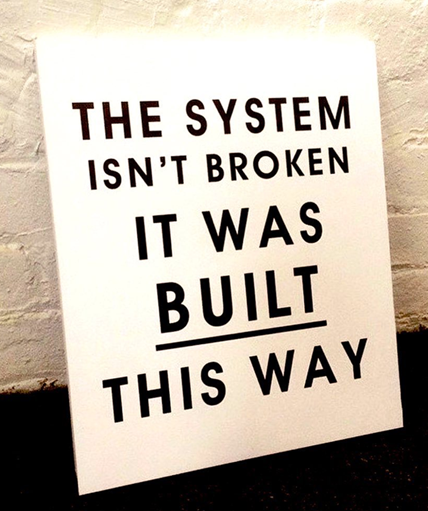 THE SYSTEM
ISN'T BROKEN
IT WAS
BUILT
THIS WAY